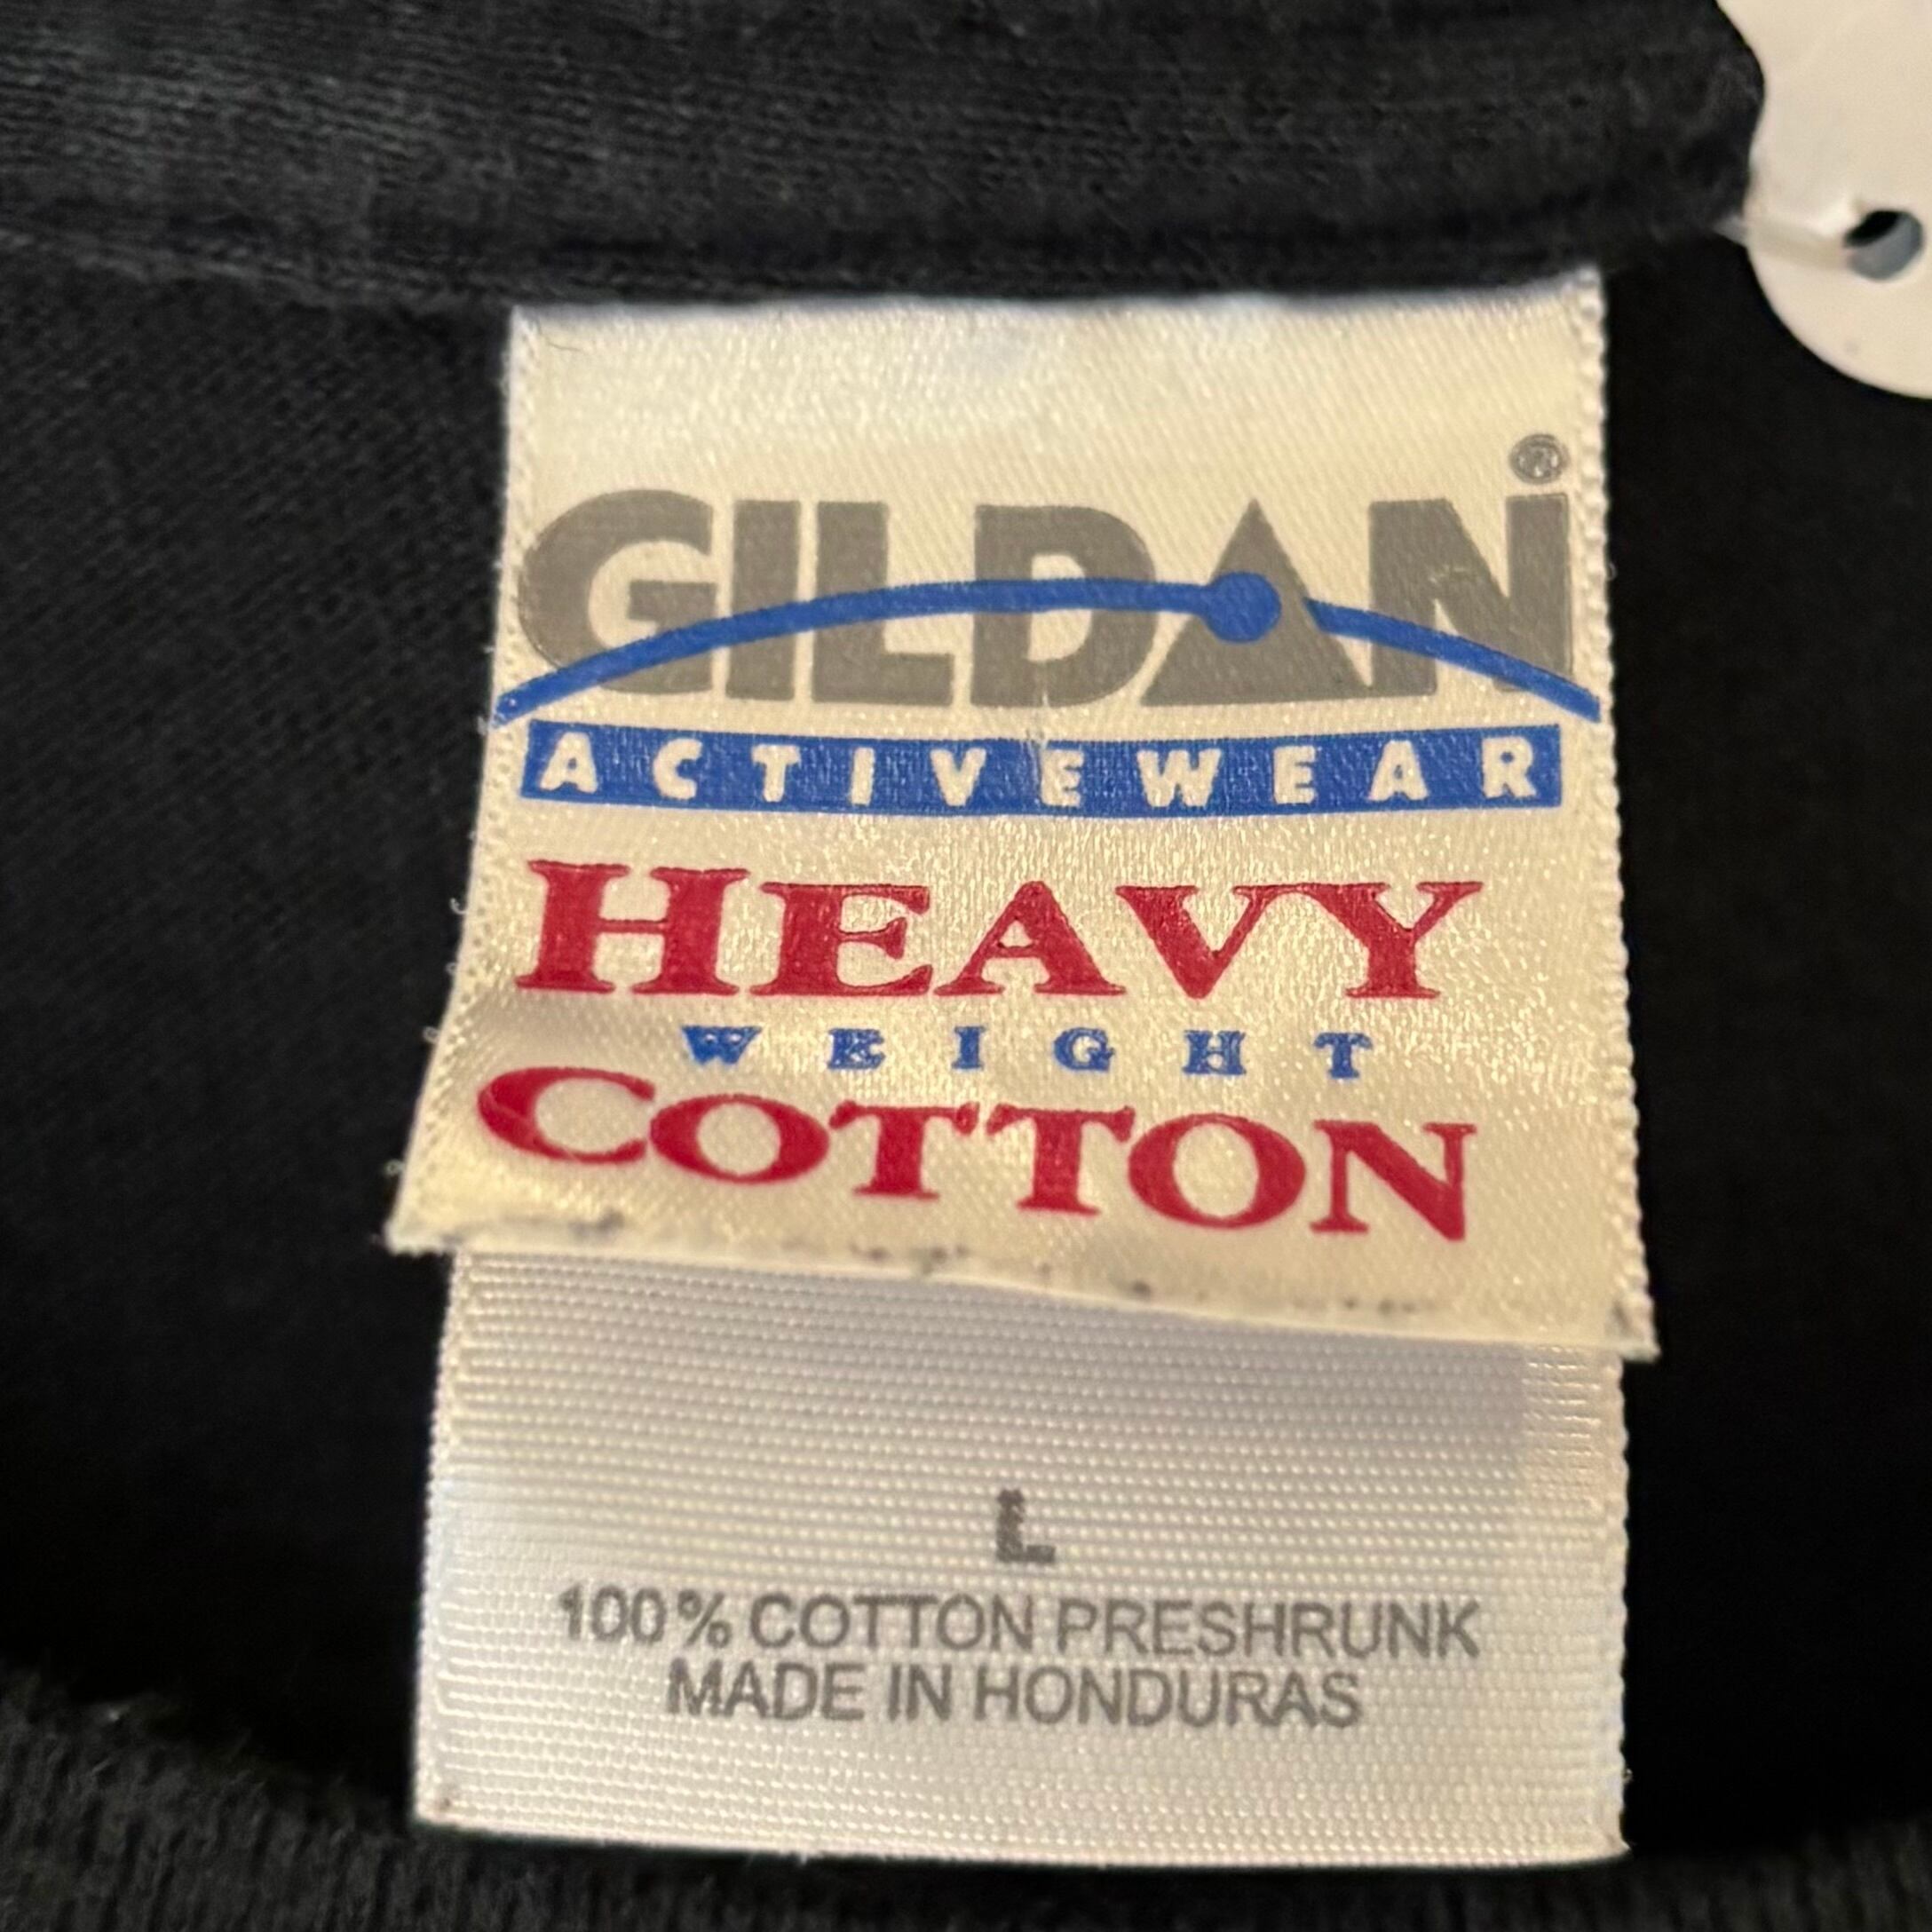 GILDAN®
ACTIVEWEAR
HEAVY
WEIGHT
COTTON
L
100% COTTON PRESHRUNK
MADE IN HONDURAS